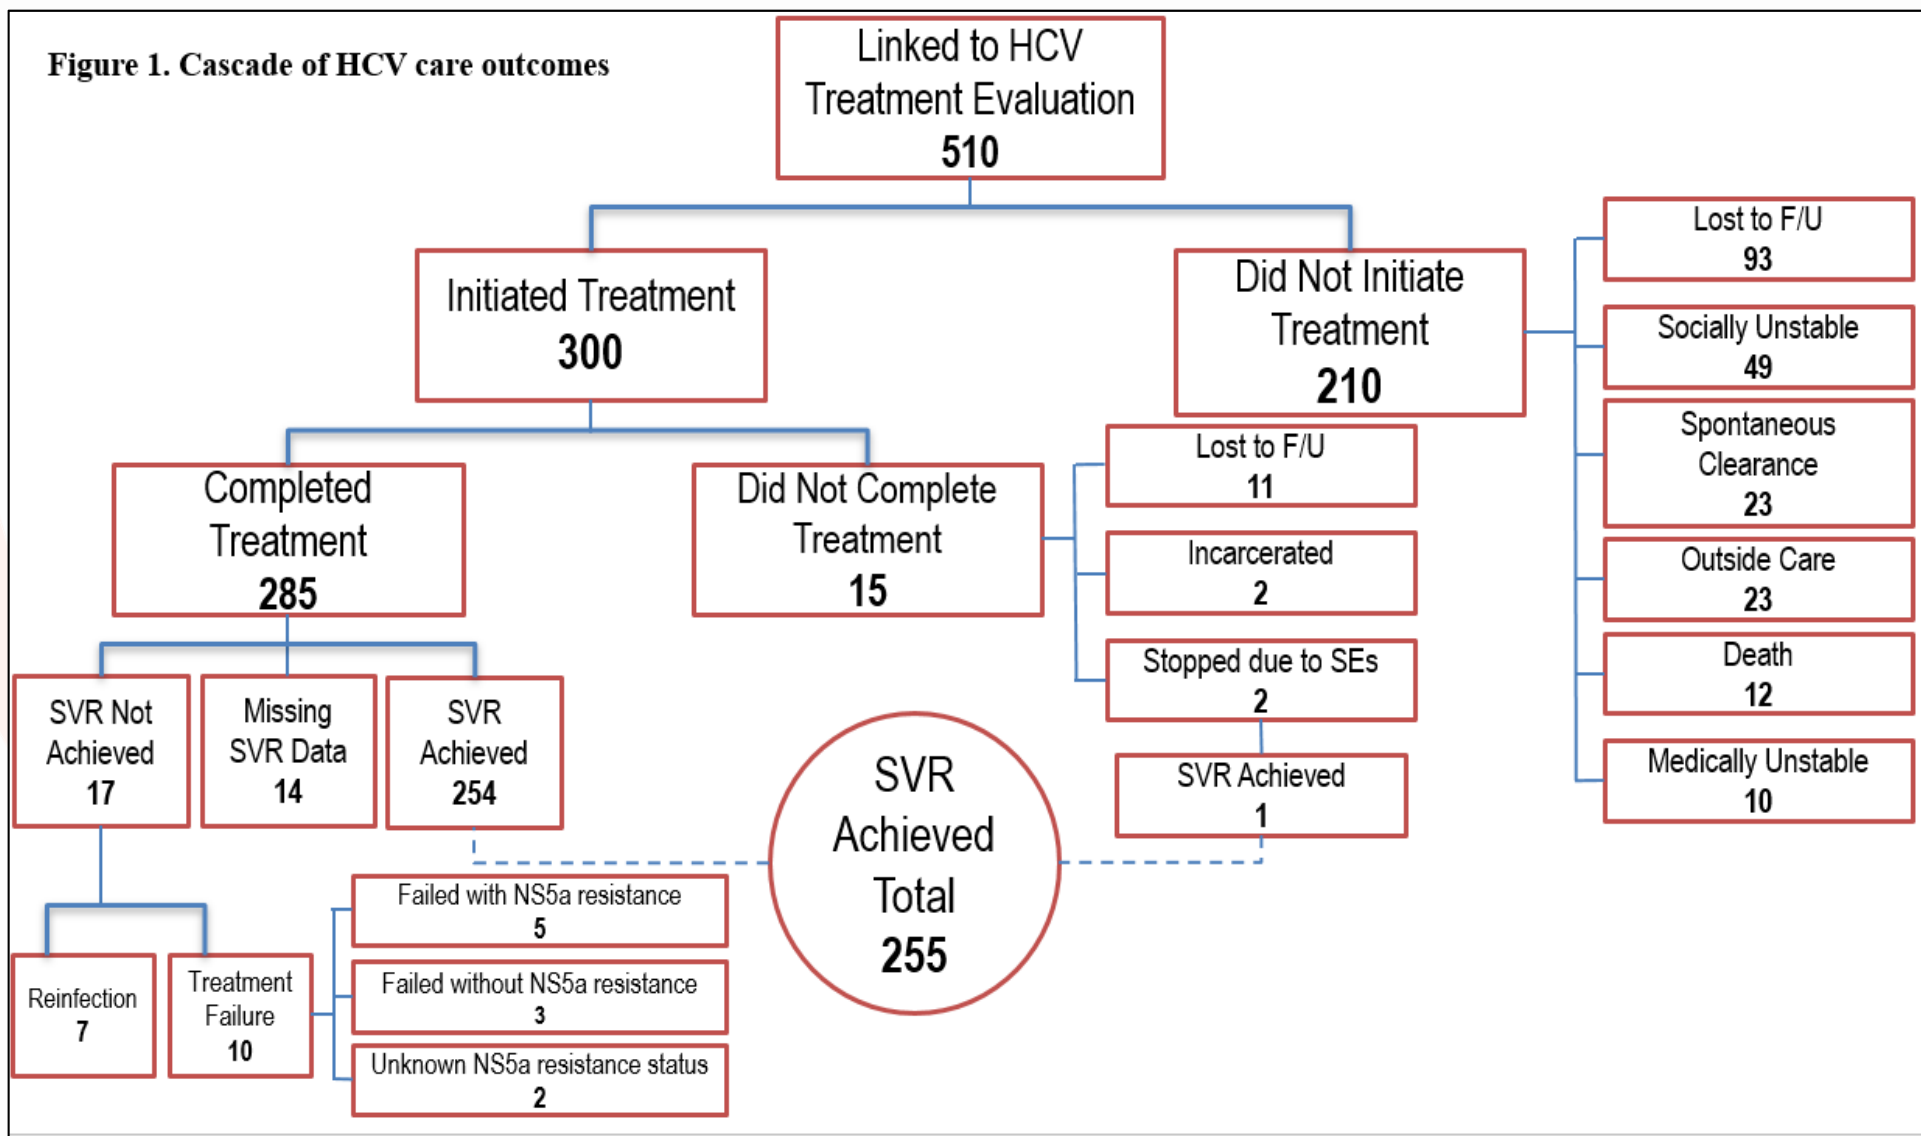 Figure 1. Cascade of HCV care outcomes
Linked to HCV
Treatment Evaluation
510
Initiated Treatment
300
Did Not Initiate
Treatment
210
Lost to F/U
93
Socially Unstable
49
Spontaneous
Clearance
23
Outside Care
23
Death
12
Medically Unstable
10
Completed
Treatment
285
Did Not Complete
Treatment
15
Lost to F/U
11
Incarcerated
2
Stopped due to SEs
2
SVR Achieved
1
SVR Not
Achieved
17
Missing
SVR Data
14
SVR
Achieved
254
SVR
Achieved
Total
255
Reinfection
7
Treatment
Failure
10
Failed with NS5a resistance
5
Failed without NS5a resistance
3
Unknown NS5a resistance status
2